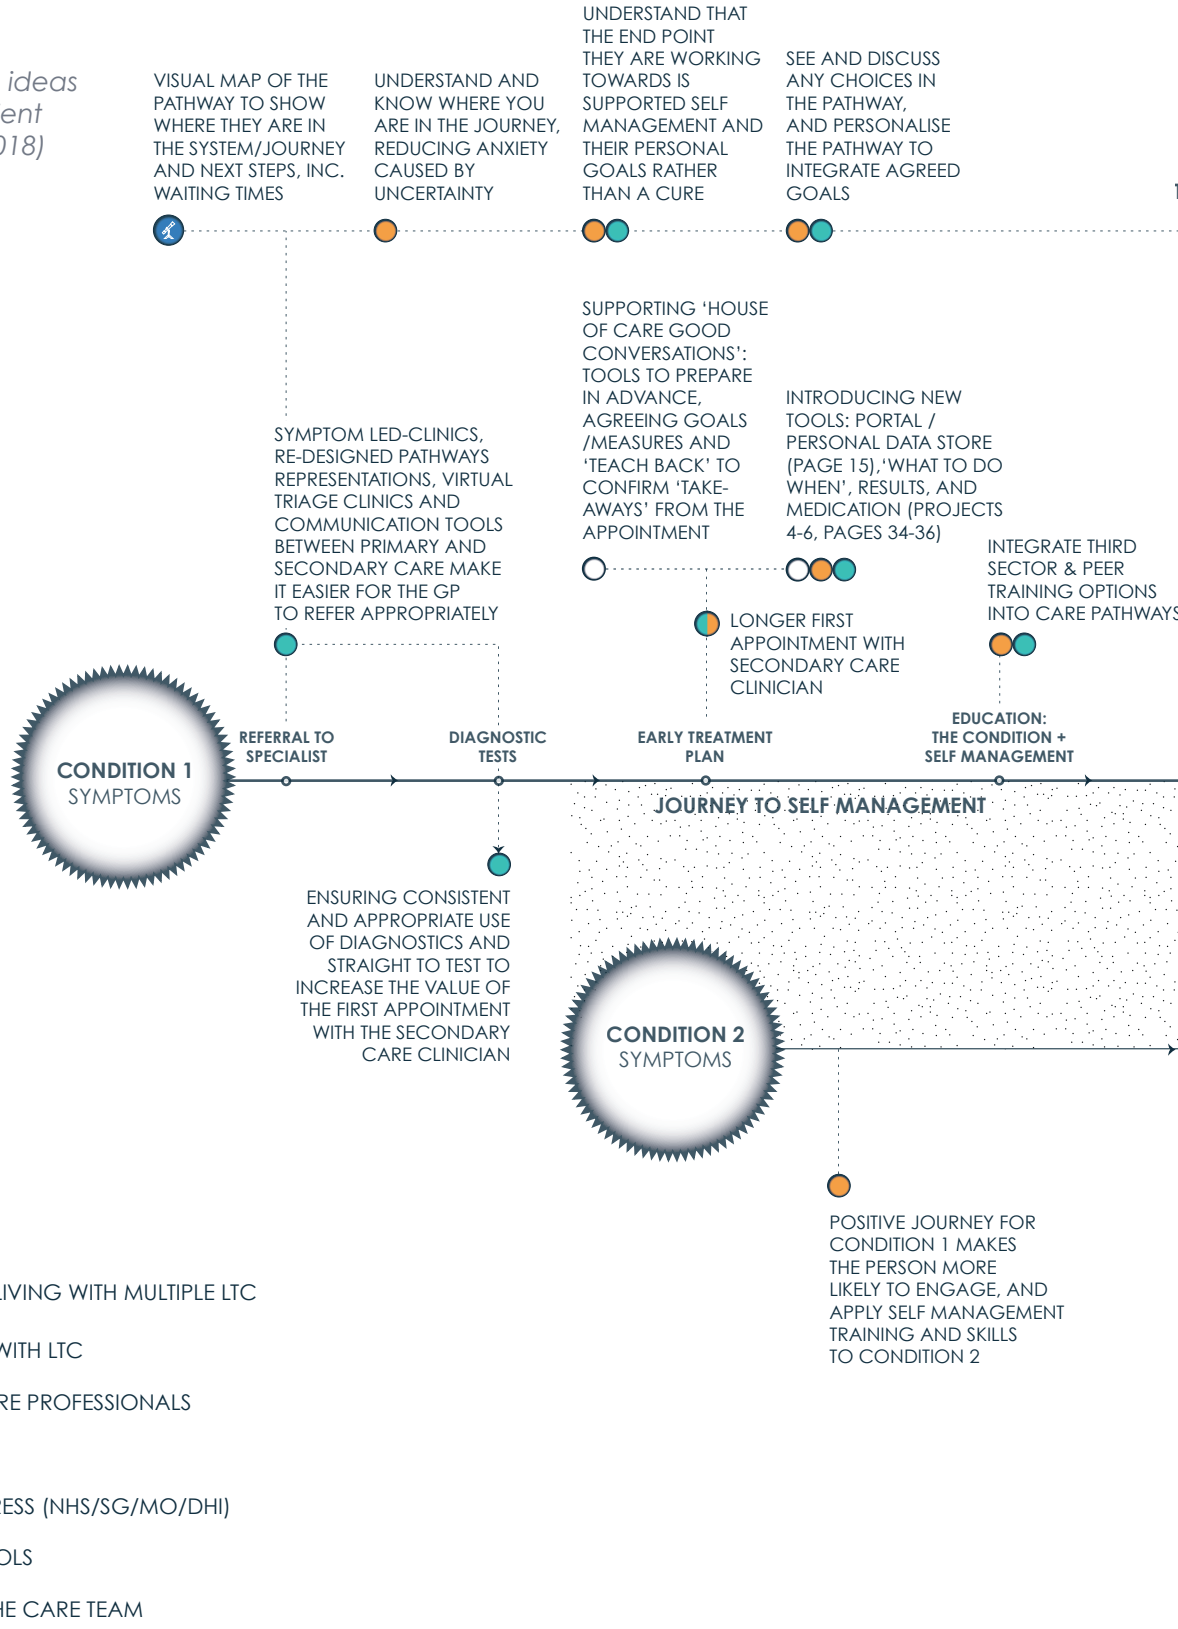 ideas
ent
018)
VISUAL MAP OF THE
PATHWAY TO SHOW
WHERE THEY ARE IN
THE SYSTEM/JOURNEY
AND NEXT STEPS, INC.
WAITING TIMES
UNDERSTAND AND
KNOW WHERE YOU
ARE IN THE JOURNEY,
REDUCING ANXIETY
CAUSED BY
UNCERTAINTY
UNDERSTAND THAT
THE END POINT
THEY ARE WORKING
TOWARDS IS
SUPPORTED SELF
MANAGEMENT AND
THEIR PERSONAL
GOALS RATHER
THAN A CURE
SEE AND DISCUSS
ANY CHOICES IN
THE PATHWAY,
AND PERSONALISE
THE PATHWAY TO
INTEGRATE AGREED
GOALS
SYMPTOM LED-CLINICS,
RE-DESIGNED PATHWAYS
REPRESENTATIONS, VIRTUAL
TRIAGE CLINICS AND
COMMUNICATION TOOLS
BETWEEN PRIMARY AND
SECONDARY CARE MAKE
IT EASIER FOR THE GP
TO REFER APPROPRIATELY
SUPPORTING ‘HOUSE
OF CARE GOOD
CONVERSATIONS’:
TOOLS TO PREPARE
IN ADVANCE,
AGREEING GOALS
/MEASURES AND
‘TEACH BACK’ TO
CONFIRM ‘TAKE-
AWAYS’ FROM THE
APPOINTMENT
INTRODUCING NEW
TOOLS: PORTAL /
PERSONAL DATA STORE
(PAGE 15),‘WHAT TO DO
WHEN’, RESULTS, AND
MEDICATION (PROJECTS
4-6, PAGES 34-36)
INTEGRATE THIRD
SECTOR & PEER
TRAINING OPTIONS
INTO CARE PATHWAYS
LONGER FIRST
APPOINTMENT WITH
SECONDARY CARE
CLINICIAN
CONDITION 1
SYMPTOMS
REFERRAL TO
SPECIALIST
DIAGNOSTIC
TESTS
EARLY TREATMENT
PLAN
EDUCATION:
THE CONDITION +
SELF MANAGEMENT
JOURNEY TO SELF MANAGEMENT
ENSURING CONSISTENT
AND APPROPRIATE USE
OF DIAGNOSTICS AND
STRAIGHT TO TEST TO
INCREASE THE VALUE OF
THE FIRST APPOINTMENT
WITH THE SECONDARY
CARE CLINICIAN
CONDITION 2
SYMPTOMS
POSITIVE JOURNEY FOR
CONDITION 1 MAKES
THE PERSON MORE
LIKELY TO ENGAGE, AND
APPLY SELF MANAGEMENT
TRAINING AND SKILLS
TO CONDITION 2
LIVING WITH MULTIPLE LTC
WITH LTC
RE PROFESSIONALS
RESS (NHS/SG/MO/DHI)
OLS
HE CARE TEAM